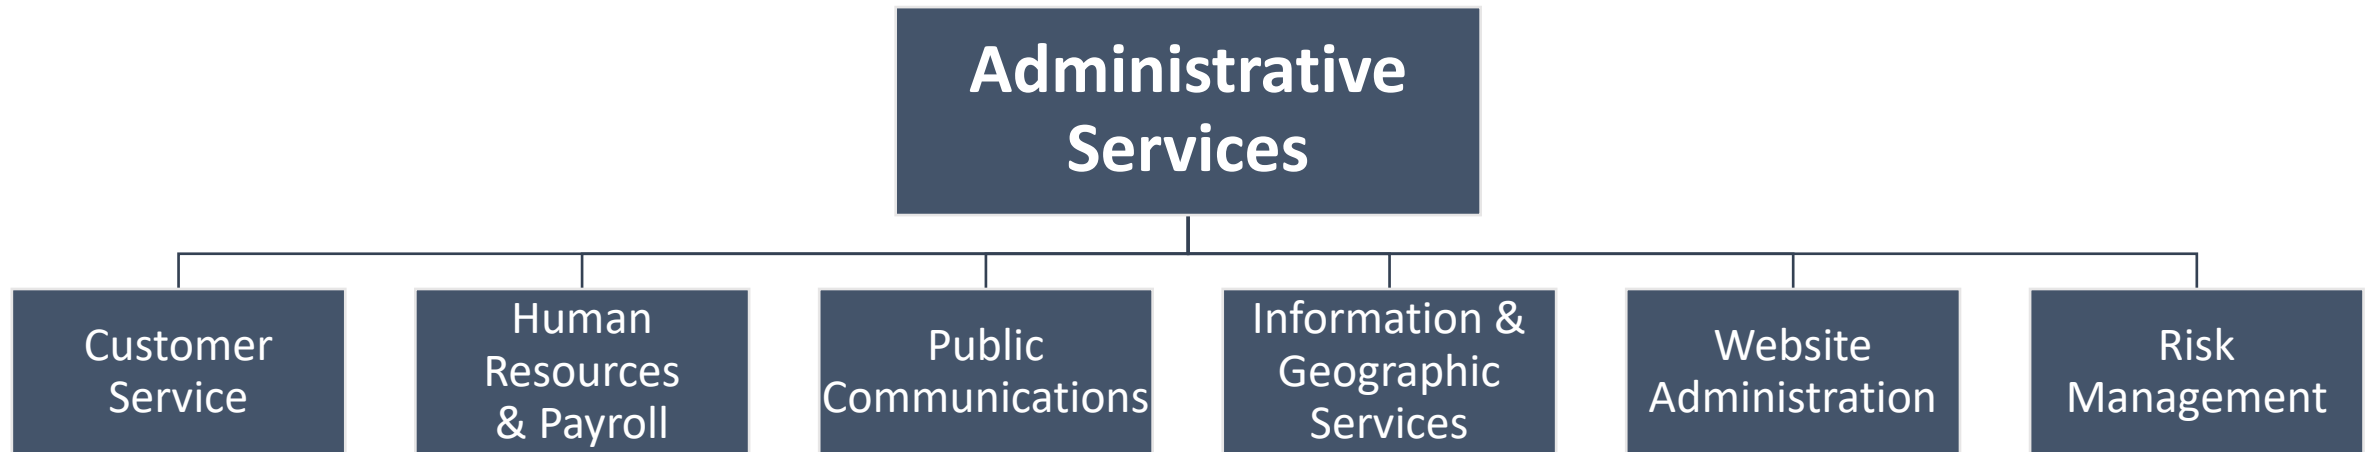 Administrative
Services
Customer
Service
Human
Resources
& Payroll
Public
Communications
Information &
Geographic
Services
Website
Administration
Risk
Management